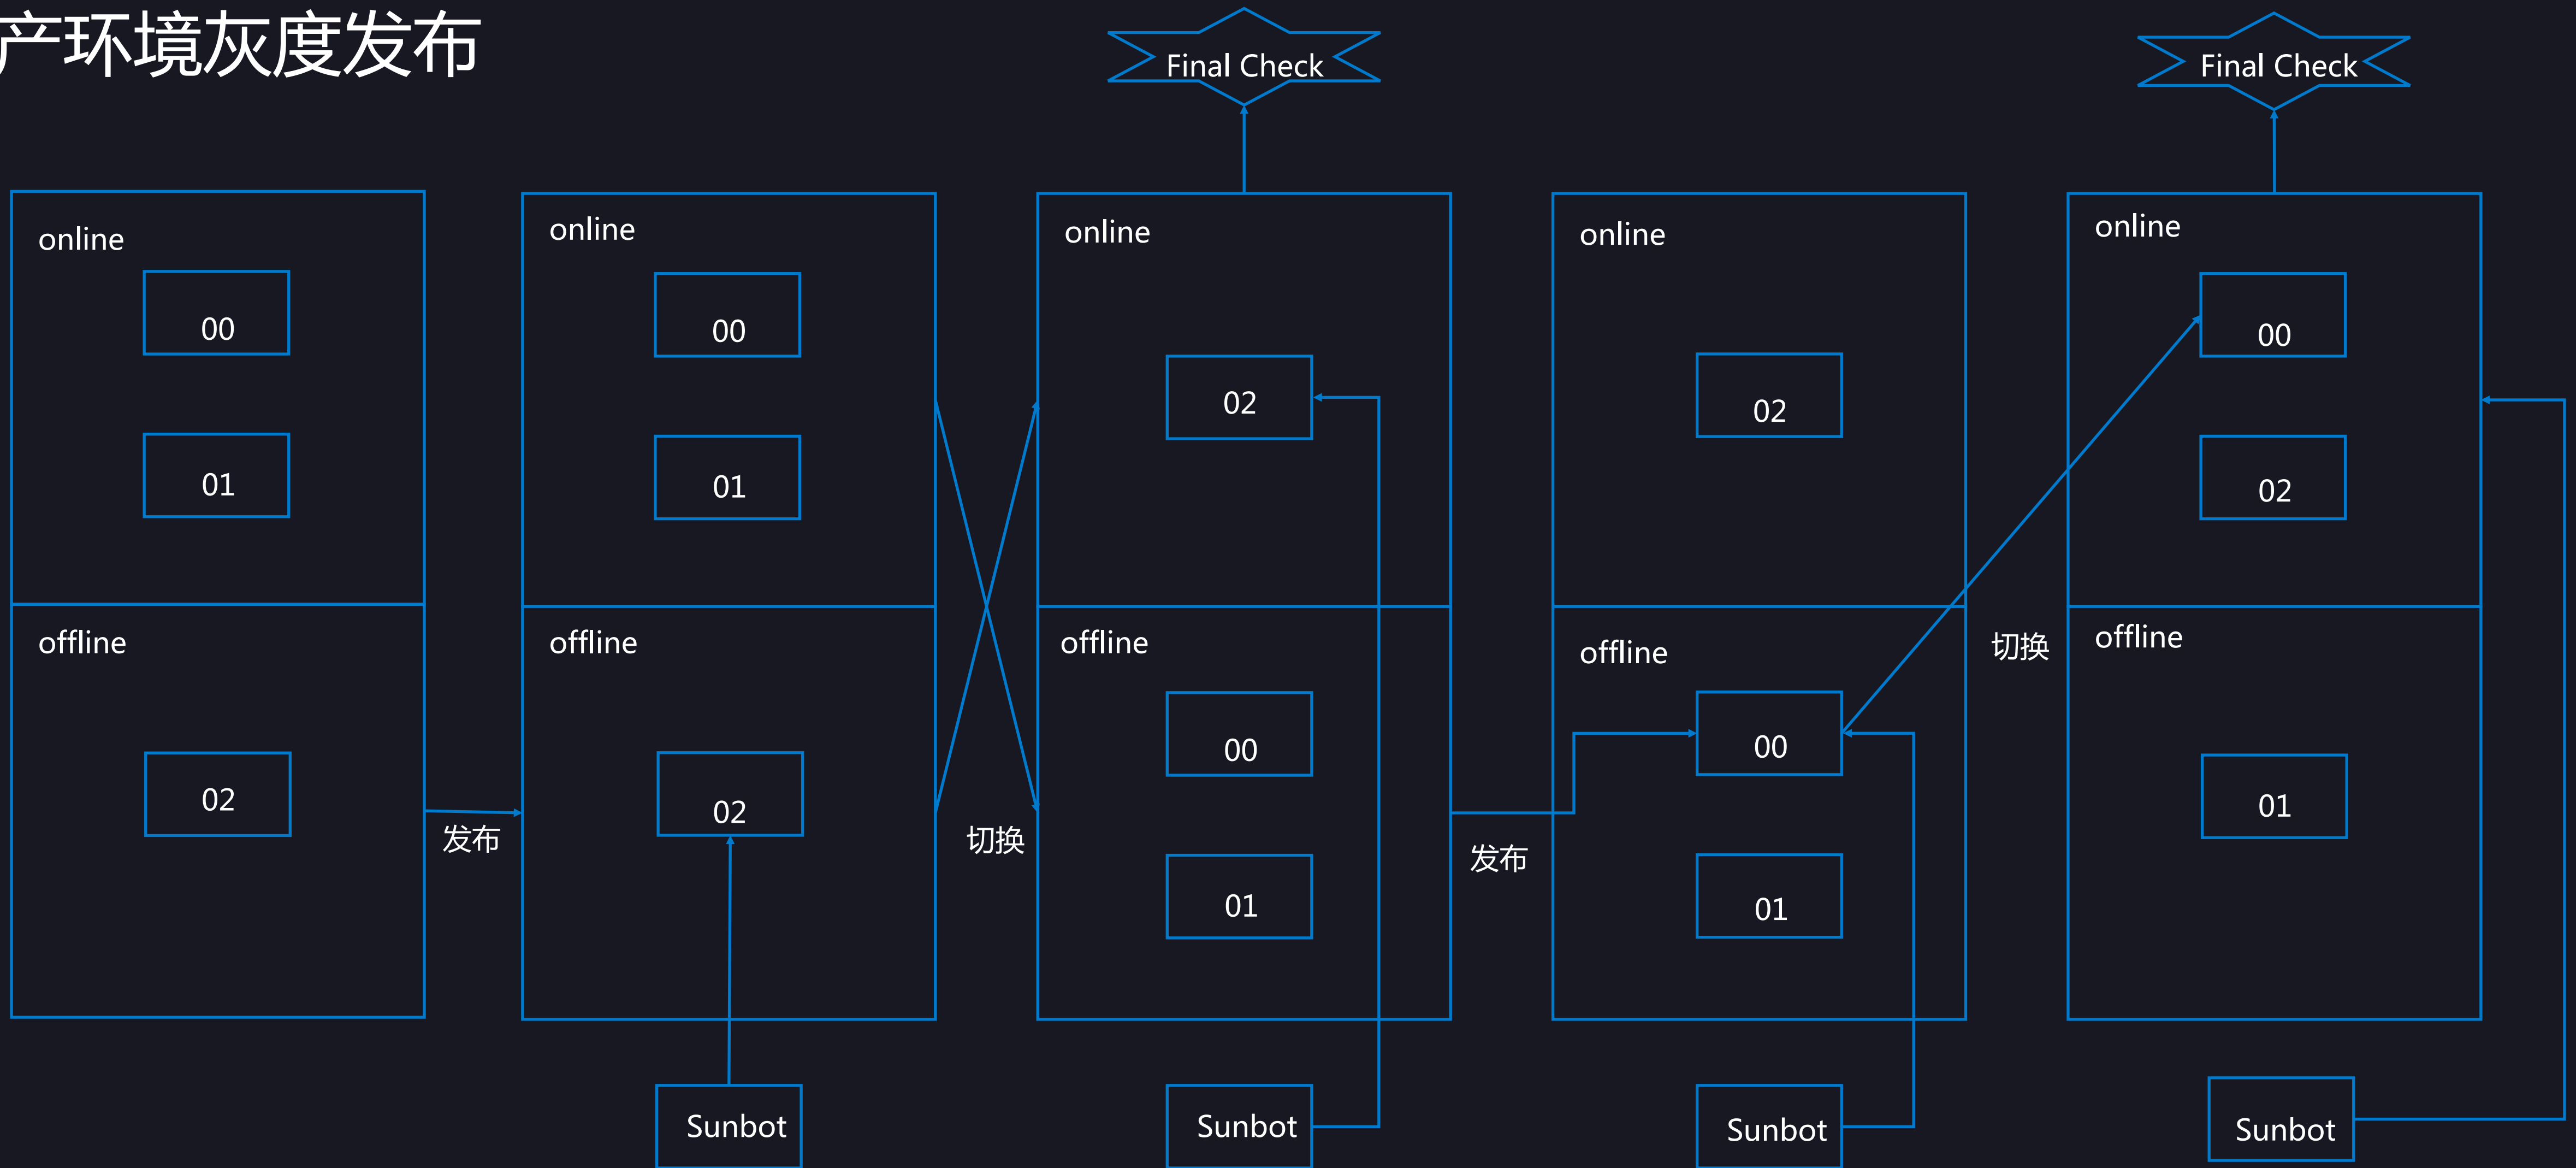 产环境灰度发布
Final Check
Final Check
online
00
01
offline
02
发布
online
00
01
offline
02
Sunbot
切换
online
02
offline
00
01
Sunbot
发布
online
02
offline
00
01
Sunbot
切换
online
00
02
offline
01
Sunbot